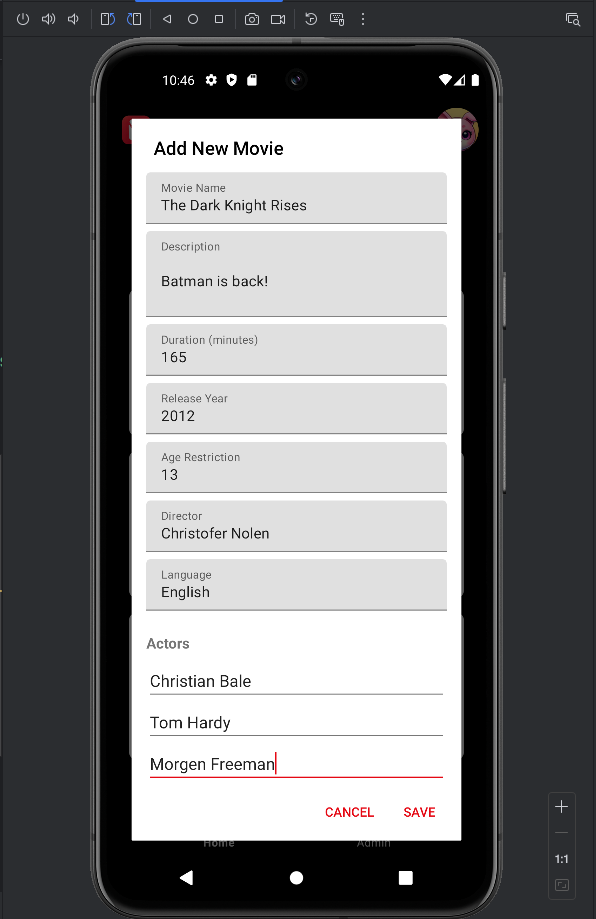 10:46
Add New Movie
Movie Name
The Dark Knight Rises
Description
Batman is back!
Duration (minutes)
165
Release Year
2012
Age Restriction
13
Director
Christofer Nolen
Language
English
Actors
Christian Bale
Tom Hardy
Morgen Freeman
CANCEL SAVE
Home Admin
1:1